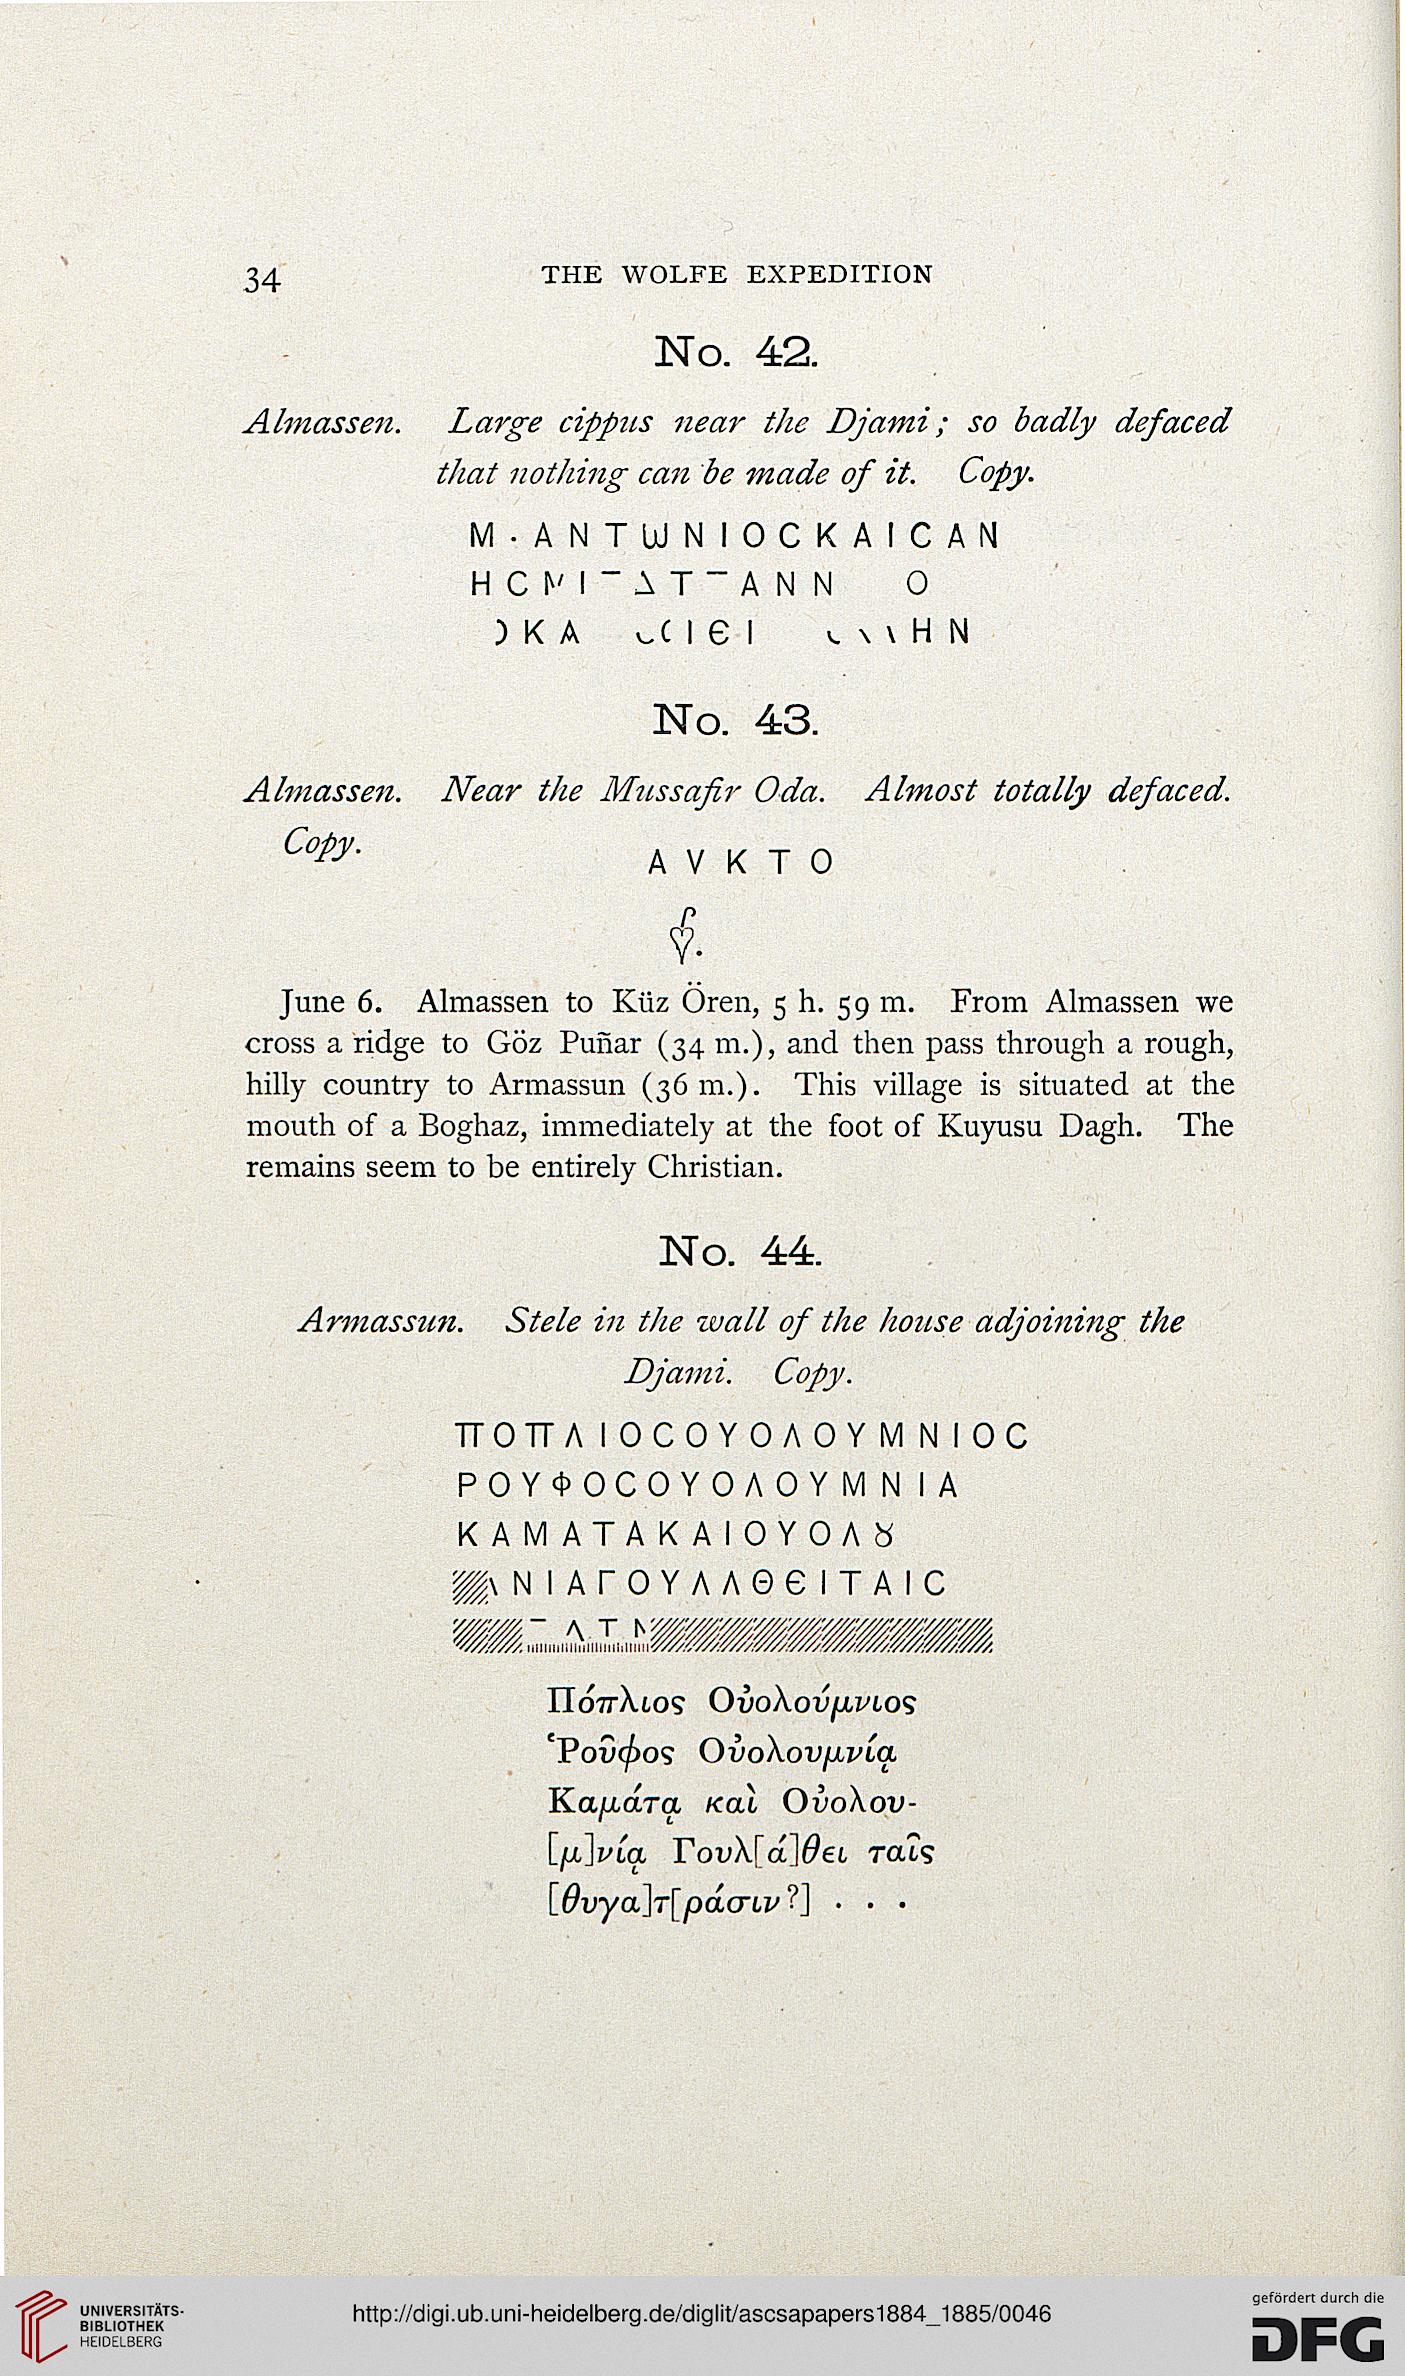 34 THE WOLFE EXPEDITION
No. 42.
Almassen. Large cippus near the Djami; so badly defaced
that nothing can be made of it. Copy.
Μ · Α Ν Τ Ѡ Ν Ι Ο Ϲ Κ Α Ι Ϲ Α Ν
Η Ϲ
Κ Α Ι Є Ι Η Ν
No. 43.
Almassen. Near the Mussafir Oda. Almost totally defaced.
Copy.
A V K T O
June 6. Almassen to Küz Ören, 5 h. 59 m. From Almassen we
cross a ridge to Göz Puñar (34 m.), and then pass through a rough,
hilly country to Armassun (36 m.). This village is situated at the
mouth of a Boghaz, immediately at the foot of Kuyusu Dagh. The
remains seem to be entirely Christian.
No. 44.
Armassun. Stele in the wall of the house adjoining the
Djami. Copy.
Π Ο Π Λ Ι Ο Ϲ Ο Υ Ο Λ Ο Υ Μ Ν Ι Ο Ϲ
Ρ Ο Υ Φ Ο Ϲ Ο Υ Ο Λ Ο Υ Μ Ν Ι Α
Κ Α Μ Α Τ Α Κ Α Ι Ο Υ Ο Λ Ȣ
Ν Ι Α Γ Ο Υ Λ Λ Θ Є Ι Τ Α Ι Ϲ
Λ Τ
Πόπλιος Οὐολούμνιος
Ῥοῦφος Οὐολουμνίᾳ
Καμάτᾳ καὶ Οὐολου-
[μ]νίᾳ Γουλ[ά]θει ταῖς
[θυγα]τ[ράσιν?] . . .
UNIVERSITÄTS-
BIBLIOTHEK
HEIDELBERG
http://digi.ub.uni-heidelberg.de/diglit/ascsapapers1884_1885/0046
gefördert durch die
DFG